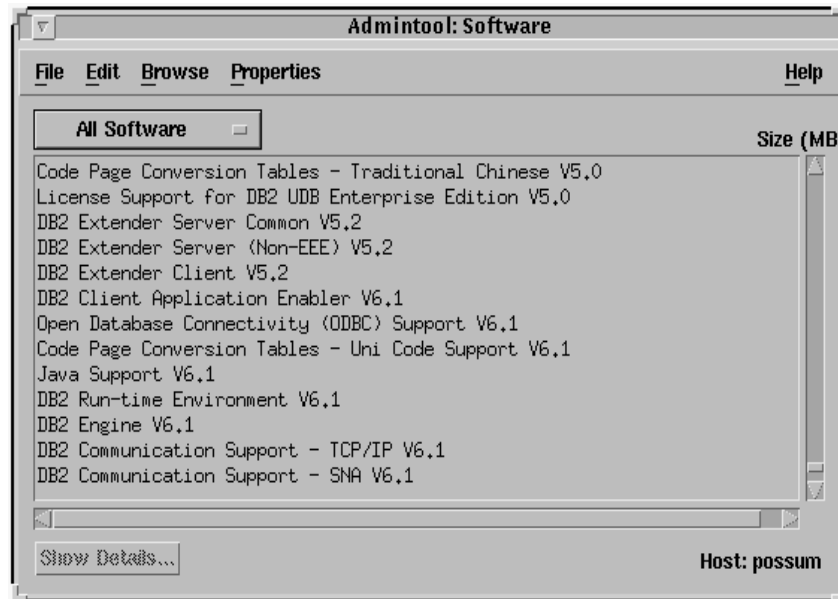 Admintool: Software
File Edit Browse Properties Help
All Software
Size (MB
Code Page Conversion Tables - Traditional Chinese V5.0
License Support for DB2 UDB Enterprise Edition V5.0
DB2 Extender Server Common V5.2
DB2 Extender Server (Non-EEE) V5.2
DB2 Extender Client V5.2
DB2 Client Application Enabler V6.1
Open Database Connectivity (ODBC) Support V6.1
Code Page Conversion Tables - Uni Code Support V6.1
Java Support V6.1
DB2 Run-time Environment V6.1
DB2 Engine V6.1
DB2 Communication Support - TCP/IP V6.1
DB2 Communication Support - SNA V6.1
Show Details...
Host: possum